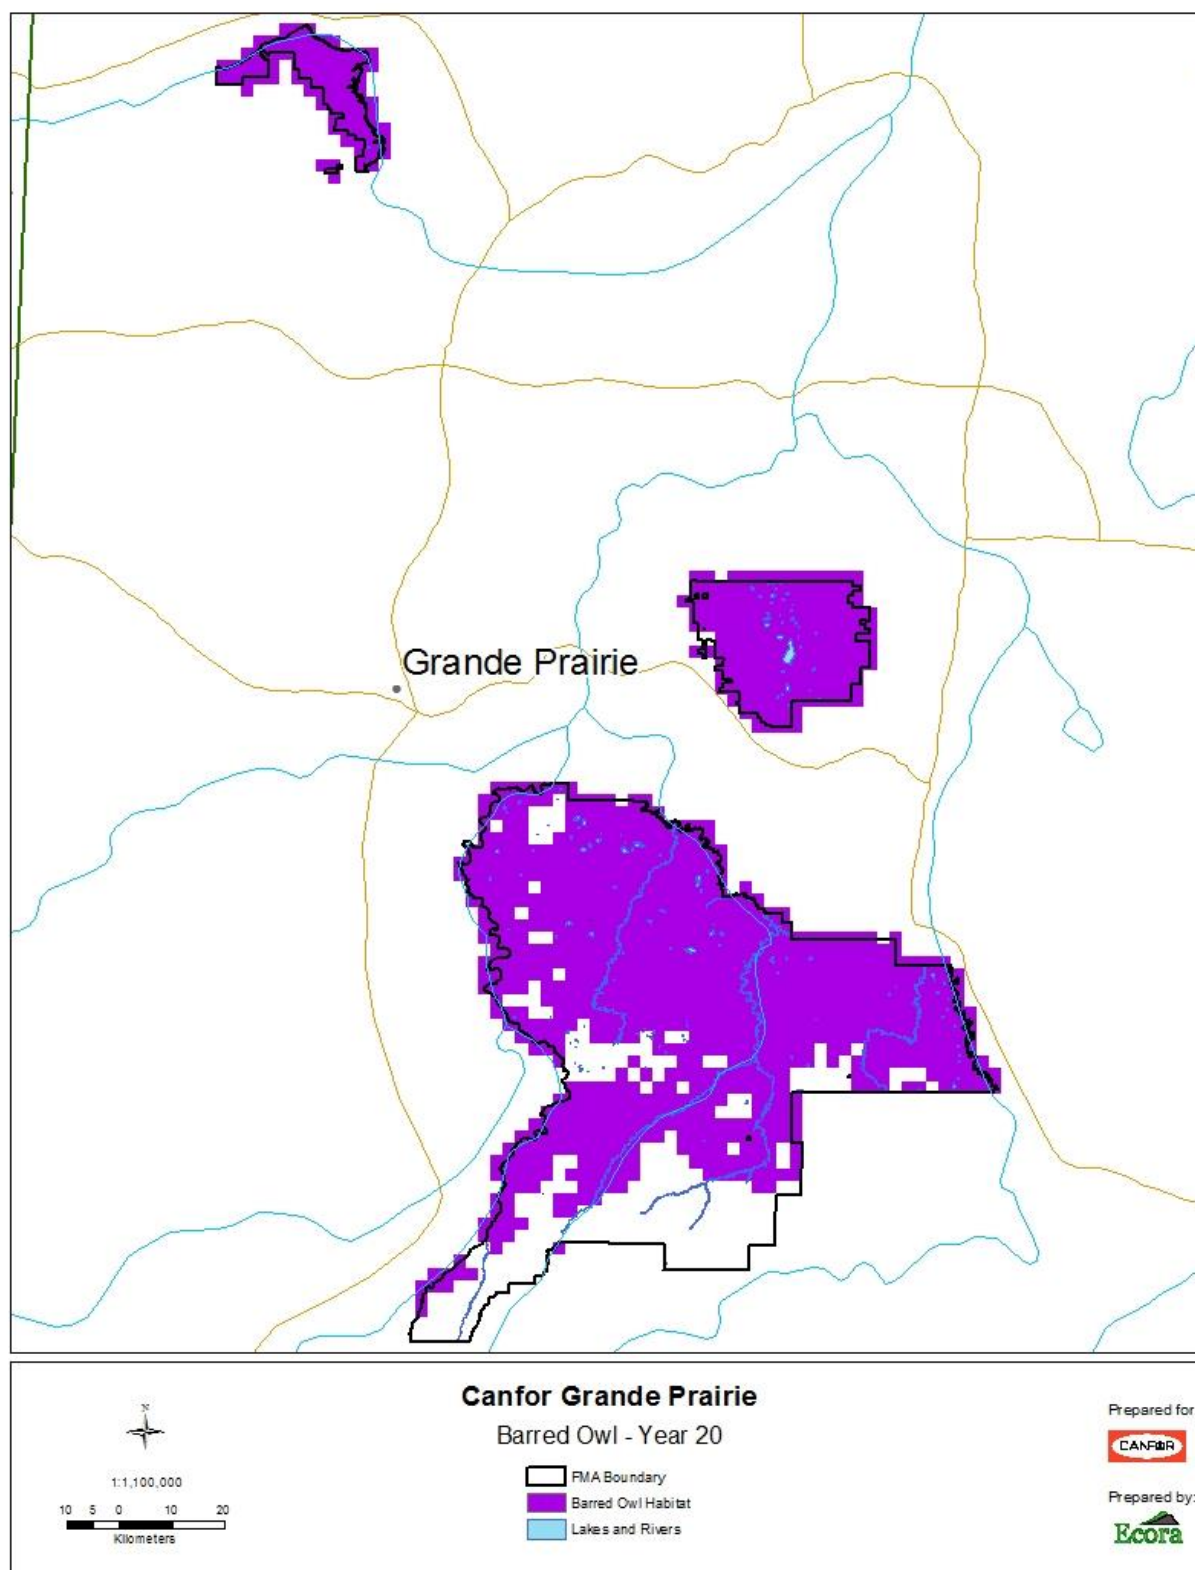 Grande Prairie
Canfor Grande Prairie
Barred Owl - Year 20
FMA Boundary
Barred Owl Habitat
Lakes and Rivers
N
1:1,100,000
10 5 0 10 20
Kilometers
Prepared for
CANFOR
Prepared by:
Ecora